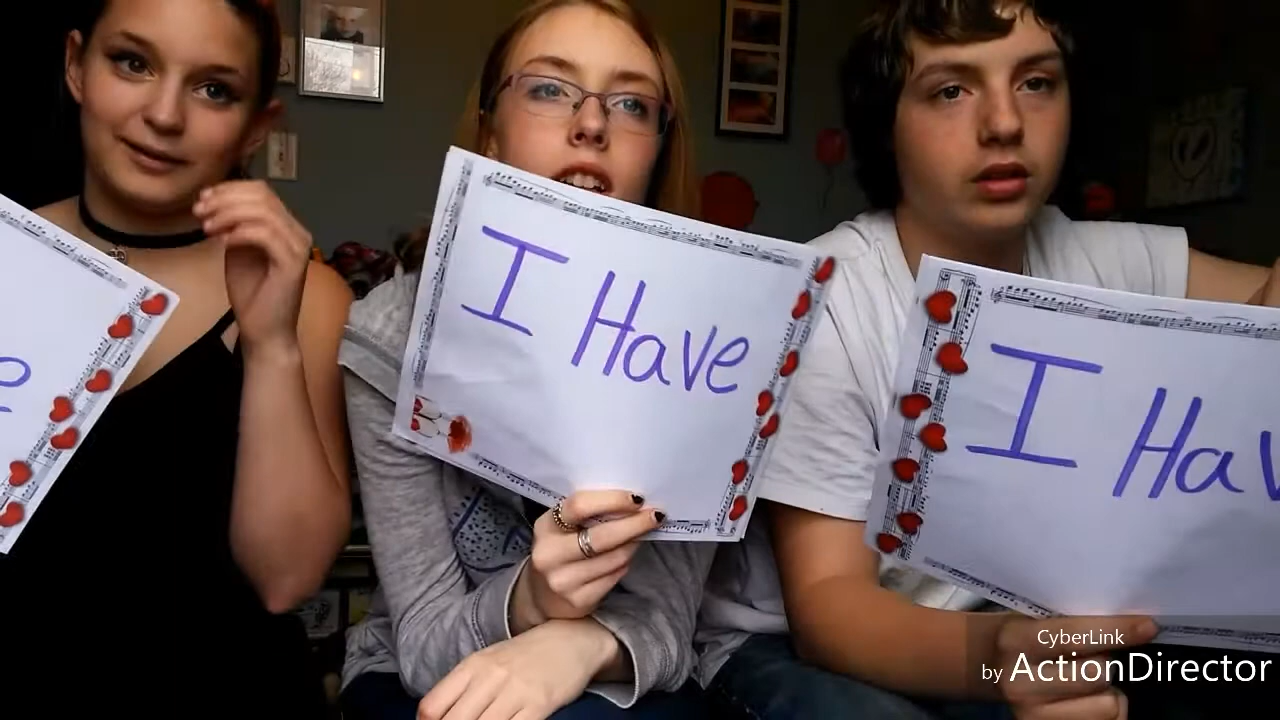 I Have
I Hav
e
CyberLink
by ActionDirector